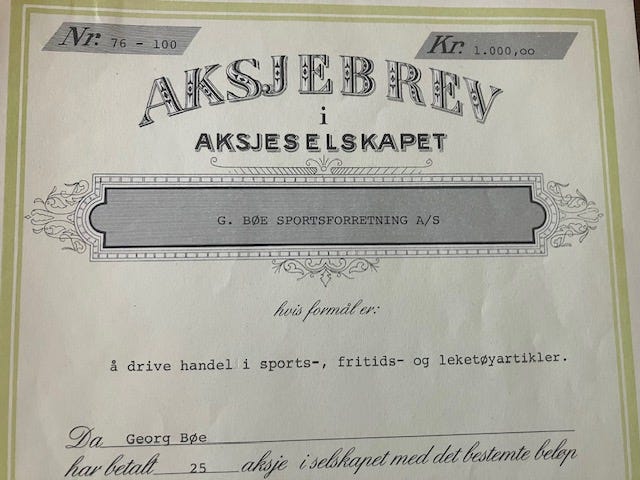 Nr. 76 - 100
Kr. 1.000,oo
AKSJEBREV
i
AKSJESELSKAPET
G. BØE SPORTSFORRETNING A/S
hvis formål er:
å drive handel i sports-, fritids- og leketøyartikler.
Da Georg Bøe
har betalt 25 aksje i selskapet med det bestemte beløp